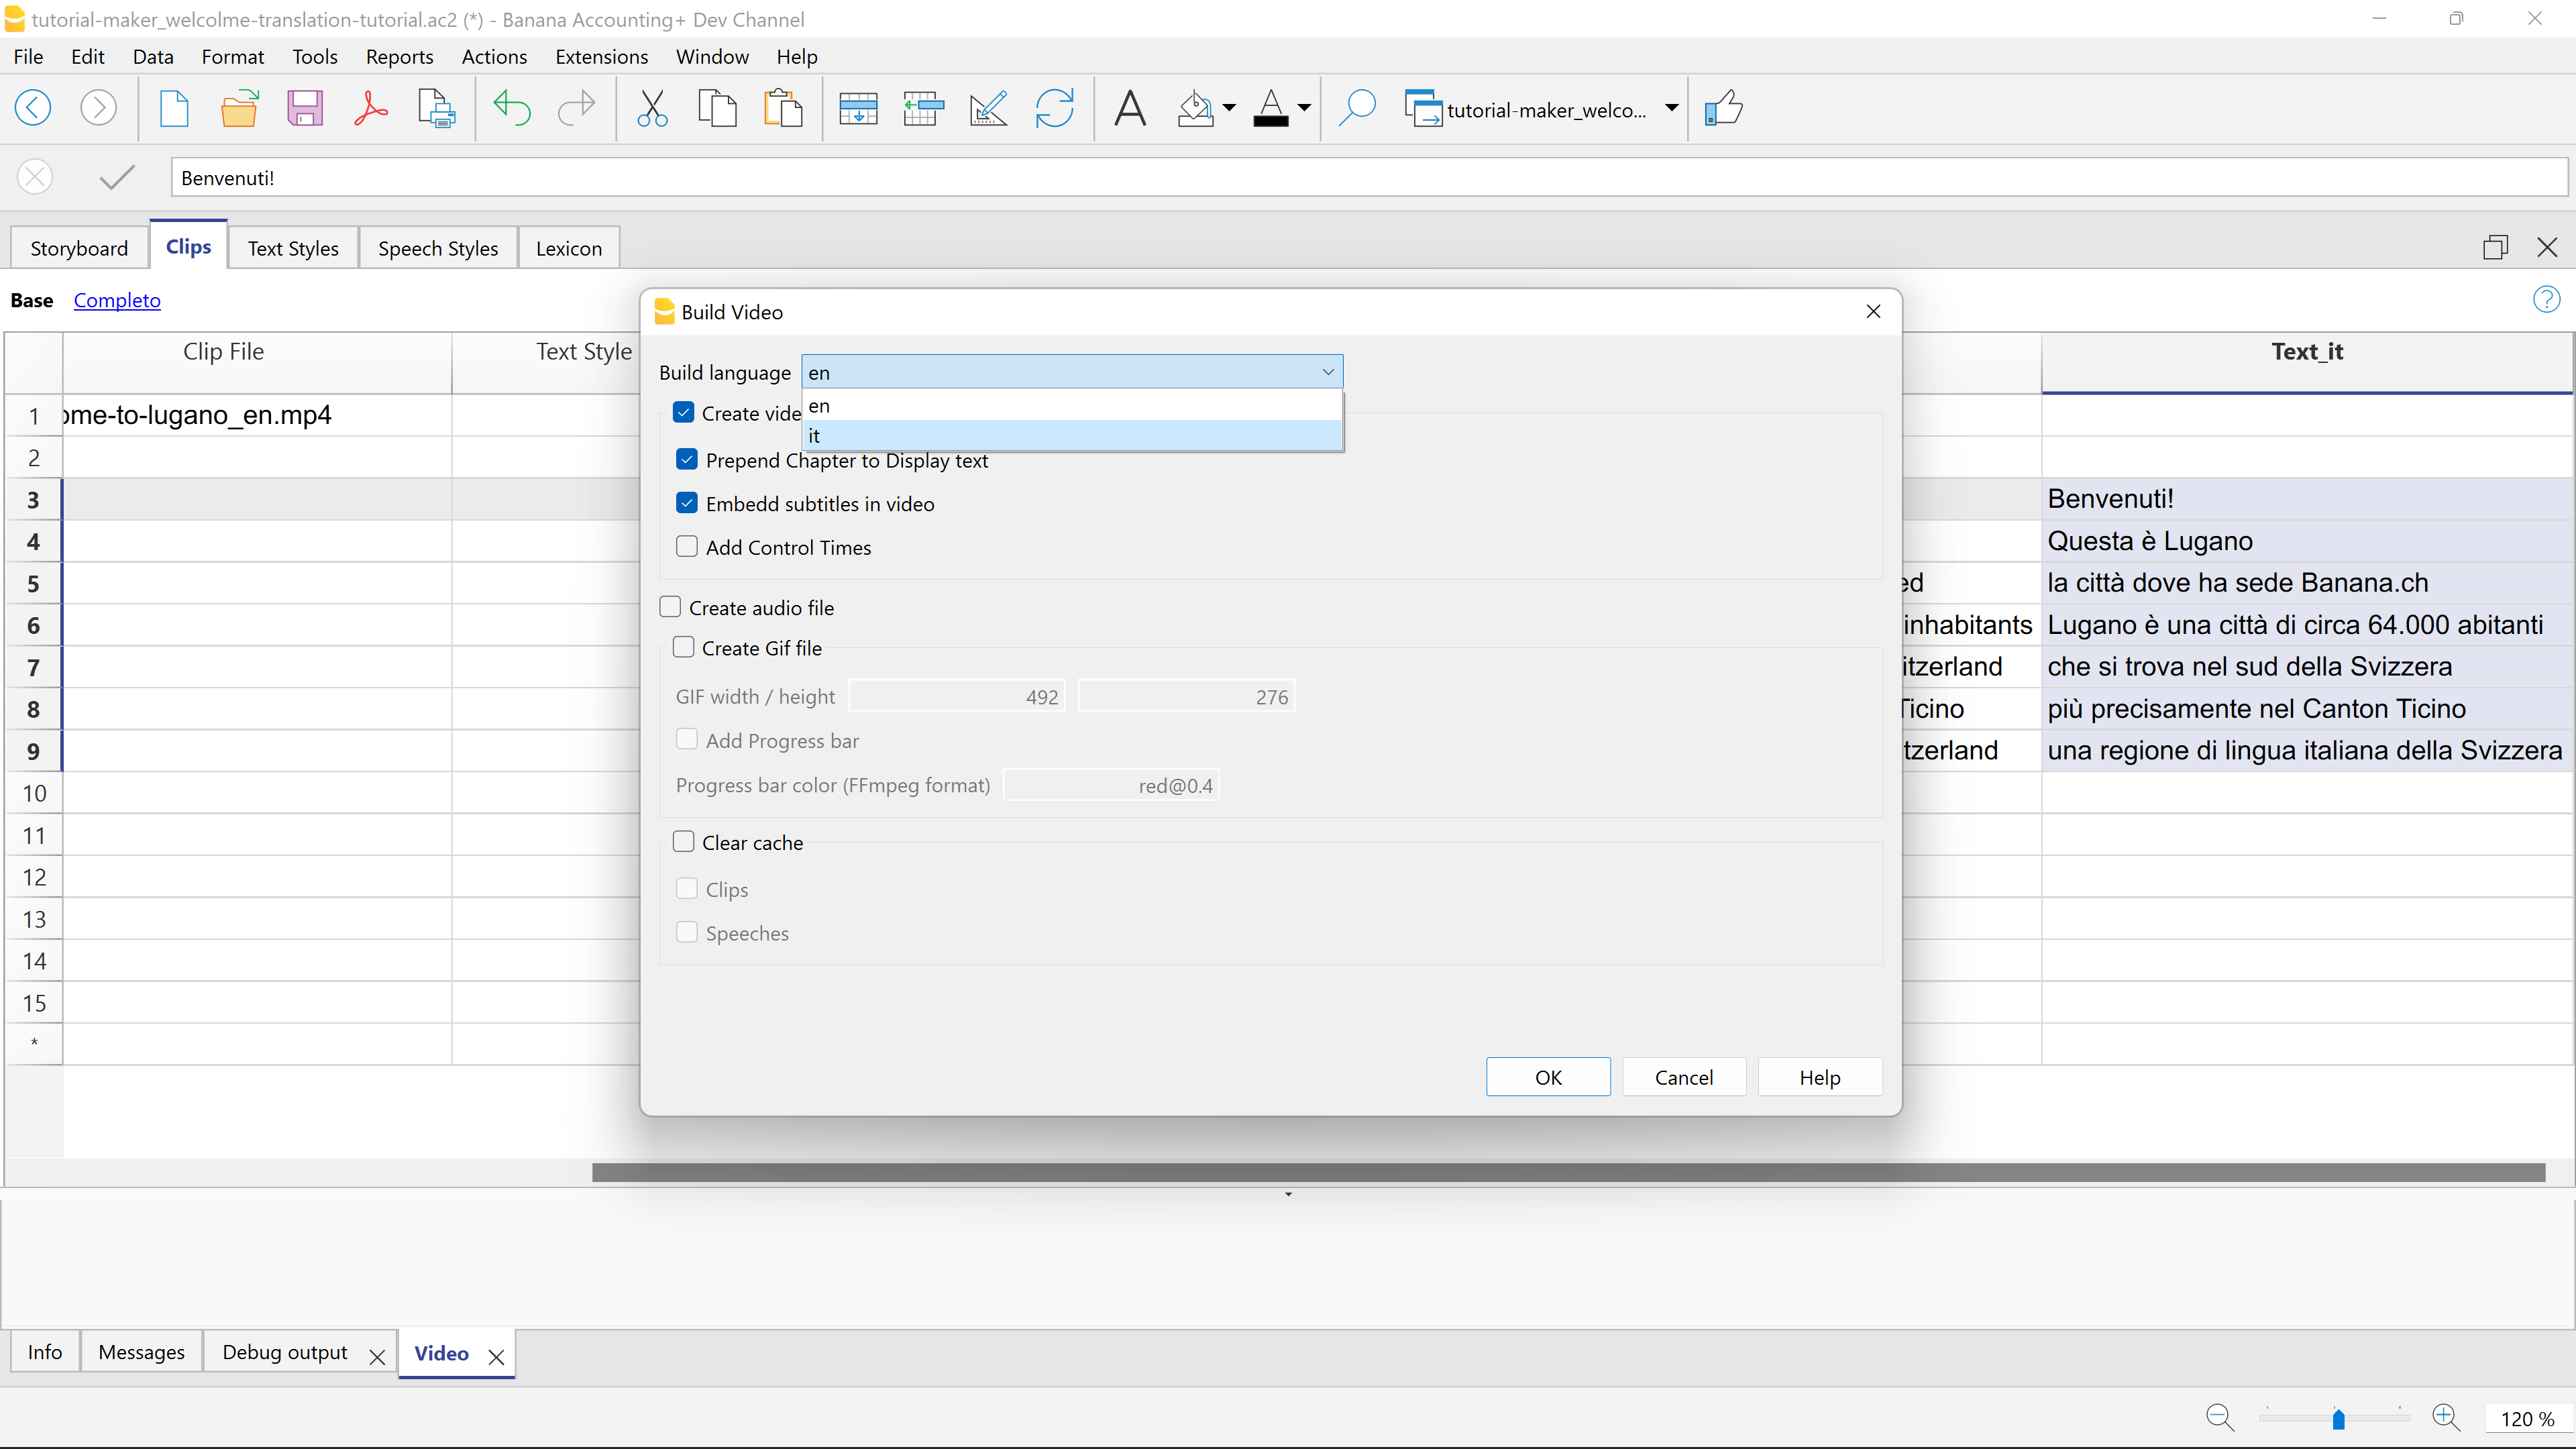 tutorial-maker_welcolme-translation-tutorial.ac2 (*) - Banana Accounting+ Dev Channel
File Edit Data Format Tools Reports Actions Extensions Window Help
tutorial-maker_welco...
Benvenuti!
Storyboard Clips Text Styles Speech Styles Lexicon
Base Completo
Build Video
Clip File Text Style Text_it
Build language en
en
it
Create vide
Prepend Chapter to Display text
Embedd subtitles in video
Add Control Times
Create audio file
Create Gif file
GIF width / height 492 276
Add Progress bar
Progress bar color (FFmpeg format) red@0.4
Clear cache
Clips
Speeches
OK Cancel Help
1 ome-to-lugano_en.mp4
2
3 Benvenuti!
4 Questa è Lugano
5 ed la città dove ha sede Banana.ch
6 inhabitants Lugano è una città di circa 64.000 abitanti
7 itzerland che si trova nel sud della Svizzera
8 Ticino più precisamente nel Canton Ticino
9 tzerland una regione di lingua italiana della Svizzera
10
11
12
13
14
15
*
Info Messages Debug output Video
120 %